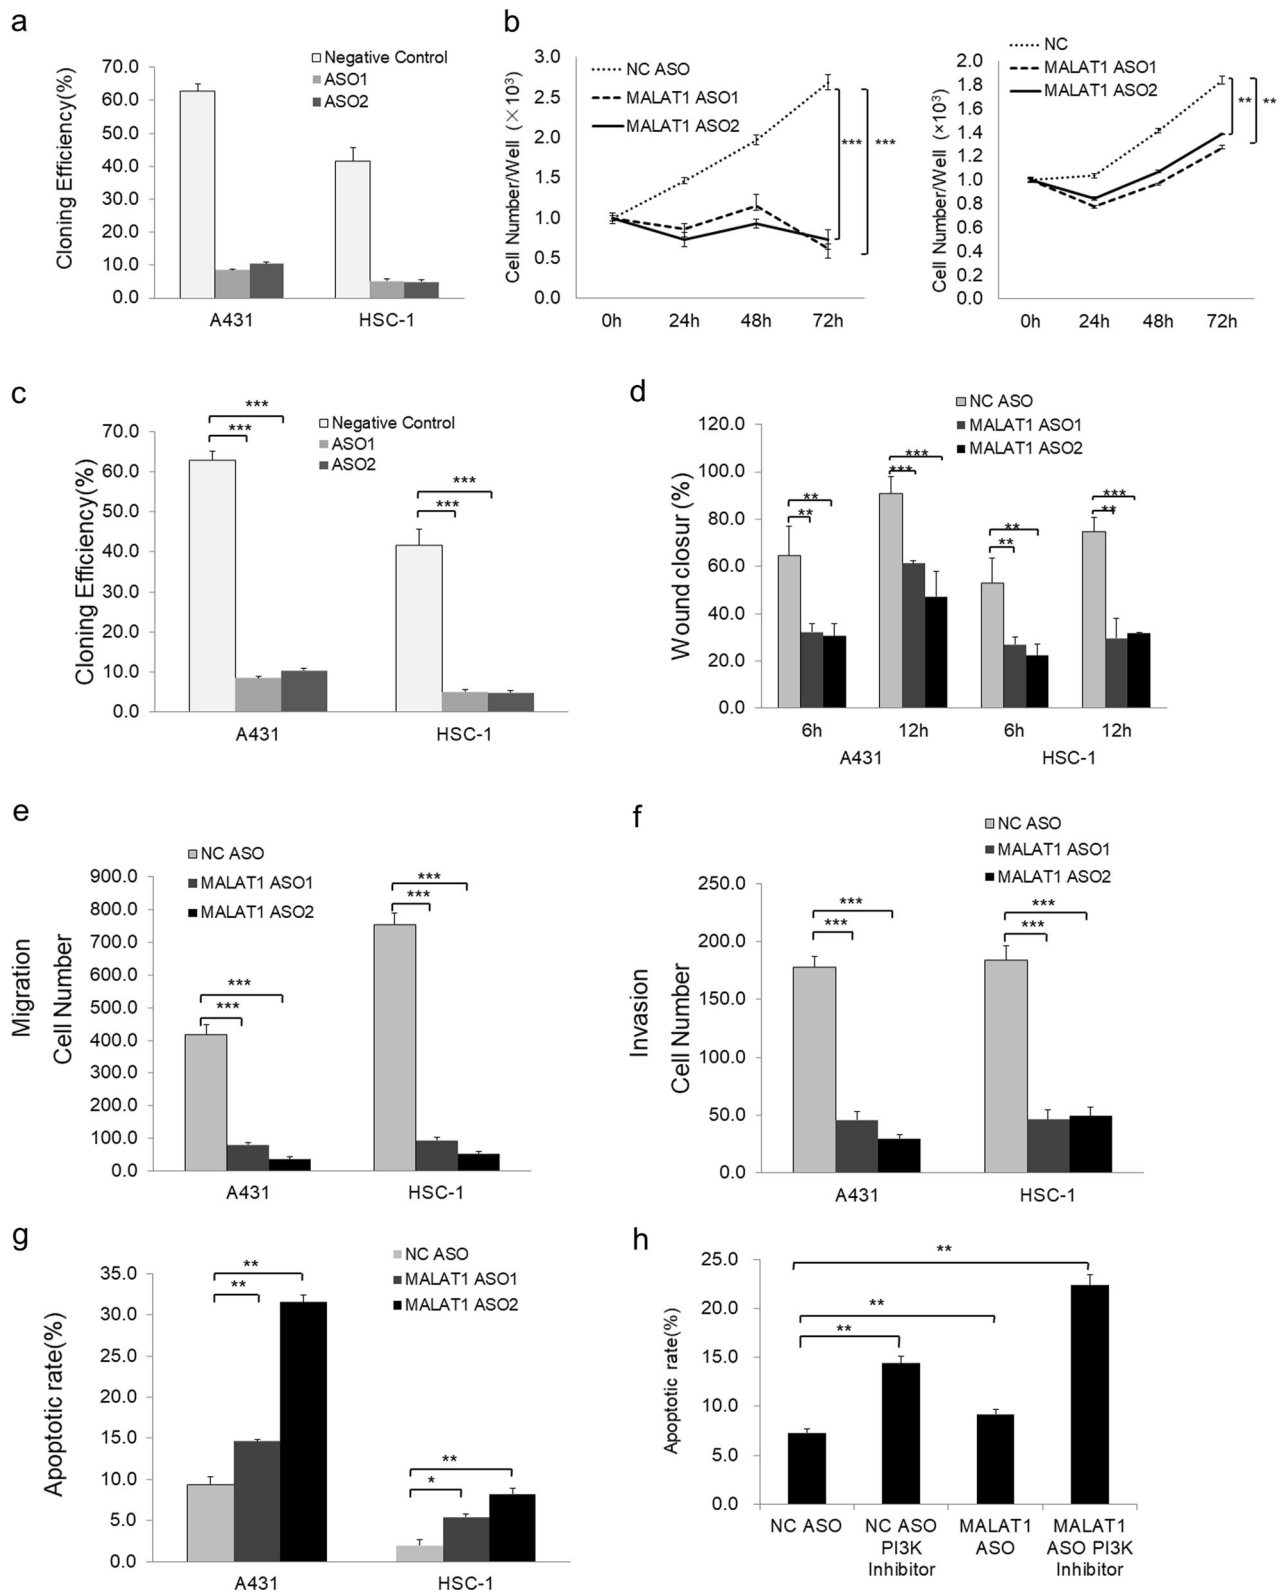 a
Negative Control
ASO1
ASO2
Cloning Efficiency(%)
70.0
60.0
50.0
40.0
30.0
20.0
10.0
0.0
A431 HSC-1
b
NC ASO
MALAT1 ASO1
MALAT1 ASO2
Cell Number/Well (×10³)
3.0
2.5
2.0
1.5
1.0
0.5
0.0
*** ***
0h 24h 48h 72h
NC
MALAT1 ASO1
MALAT1 ASO2
Cell Number/Well (×10³)
2.0
1.8
1.6
1.4
1.2
1.0
0.8
0.6
0.4
0.2
0.0
** **
0h 24h 48h 72h
c
Negative Control
ASO1
ASO2
Cloning Efficiency(%)
70.0
60.0
50.0
40.0
30.0
20.0
10.0
0.0
***
***
***
***
A431 HSC-1
d
NC ASO
MALAT1 ASO1
MALAT1 ASO2
Wound closur (%)
120.0
100.0
80.0
60.0
40.0
20.0
0.0
**
**
***
***
**
**
***
**
6h 12h 6h 12h
A431 HSC-1
e
NC ASO
MALAT1 ASO1
MALAT1 ASO2
Migration
Cell Number
900.0
800.0
700.0
600.0
500.0
400.0
300.0
200.0
100.0
0.0
***
***
***
***
A431 HSC-1
f
NC ASO
MALAT1 ASO1
MALAT1 ASO2
Invasion
Cell Number
250.0
200.0
150.0
100.0
50.0
0.0
***
***
***
***
A431 HSC-1
g
NC ASO
MALAT1 ASO1
MALAT1 ASO2
Apoptotic rate(%)
35.0
30.0
25.0
20.0
15.0
10.0
5.0
0.0
**
**
**
*
A431 HSC-1
h
Apoptotic rate(%)
25.0
20.0
15.0
10.0
5.0
0.0
**
**
**
NC ASO
NC ASO
PI3K
Inhibitor
MALAT1
ASO
MALAT1
ASO PI3K
Inhibitor